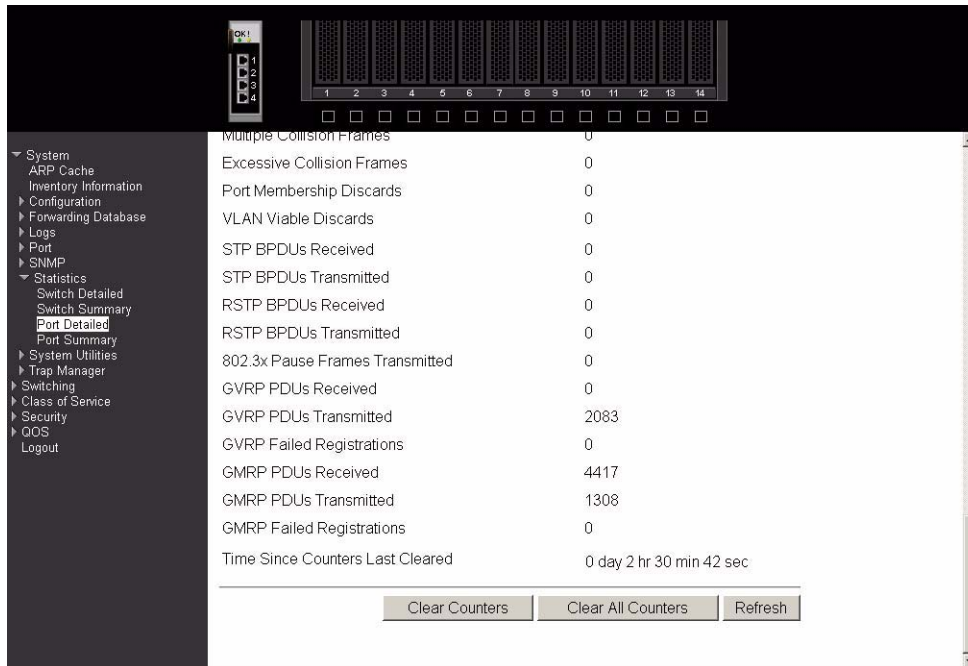 OK!
1
2
3
4
1 2 3 4 5 6 7 8 9 10 11 12 13 14
System
ARP Cache
Inventory Information
Configuration
Forwarding Database
Logs
Port
SNMP
Statistics
Switch Detailed
Switch Summary
Port Detailed
Port Summary
System Utilities
Trap Manager
Switching
Class of Service
Security
QOS
Logout
Multiple Collision Frames 0
Excessive Collision Frames 0
Port Membership Discards 0
VLAN Viable Discards 0
STP BPDUs Received 0
STP BPDUs Transmitted 0
RSTP BPDUs Received 0
RSTP BPDUs Transmitted 0
802.3x Pause Frames Transmitted 0
GVRP PDUs Received 0
GVRP PDUs Transmitted 2083
GVRP Failed Registrations 0
GMRP PDUs Received 4417
GMRP PDUs Transmitted 1308
GMRP Failed Registrations 0
Time Since Counters Last Cleared 0 day 2 hr 30 min 42 sec
Clear Counters Clear All Counters Refresh